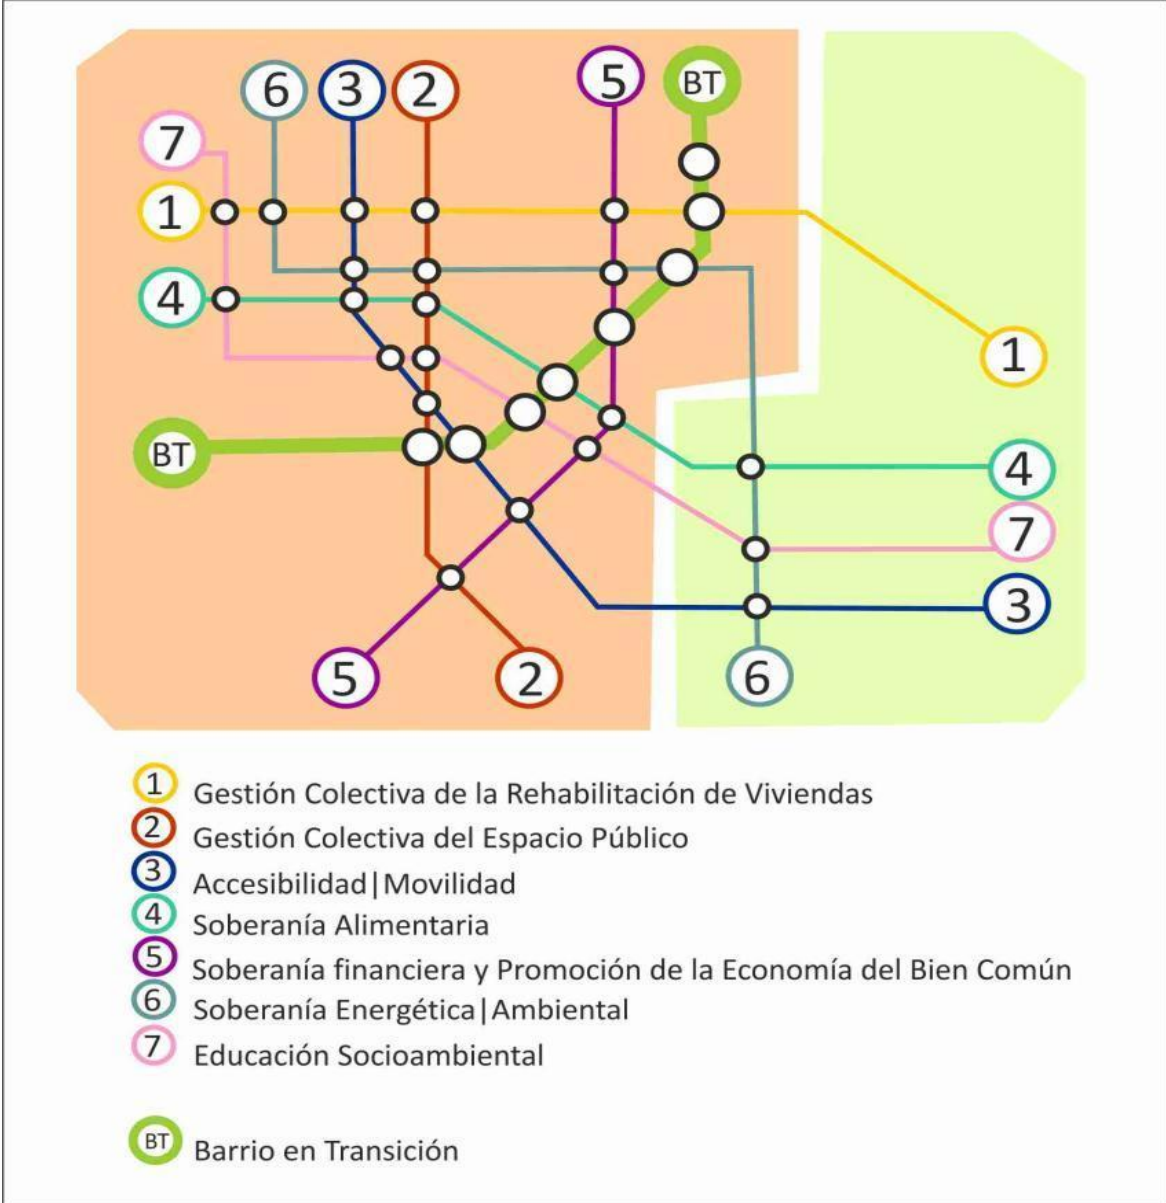 6 3 2 5 BT
7
1
4
1
BT
4
7
3
5 2 6
1 Gestión Colectiva de la Rehabilitación de Viviendas
2 Gestión Colectiva del Espacio Público
3 Accesibilidad|Movilidad
4 Soberanía Alimentaria
5 Soberanía financiera y Promoción de la Economía del Bien Común
6 Soberanía Energética|Ambiental
7 Educación Socioambiental
BT Barrio en Transición